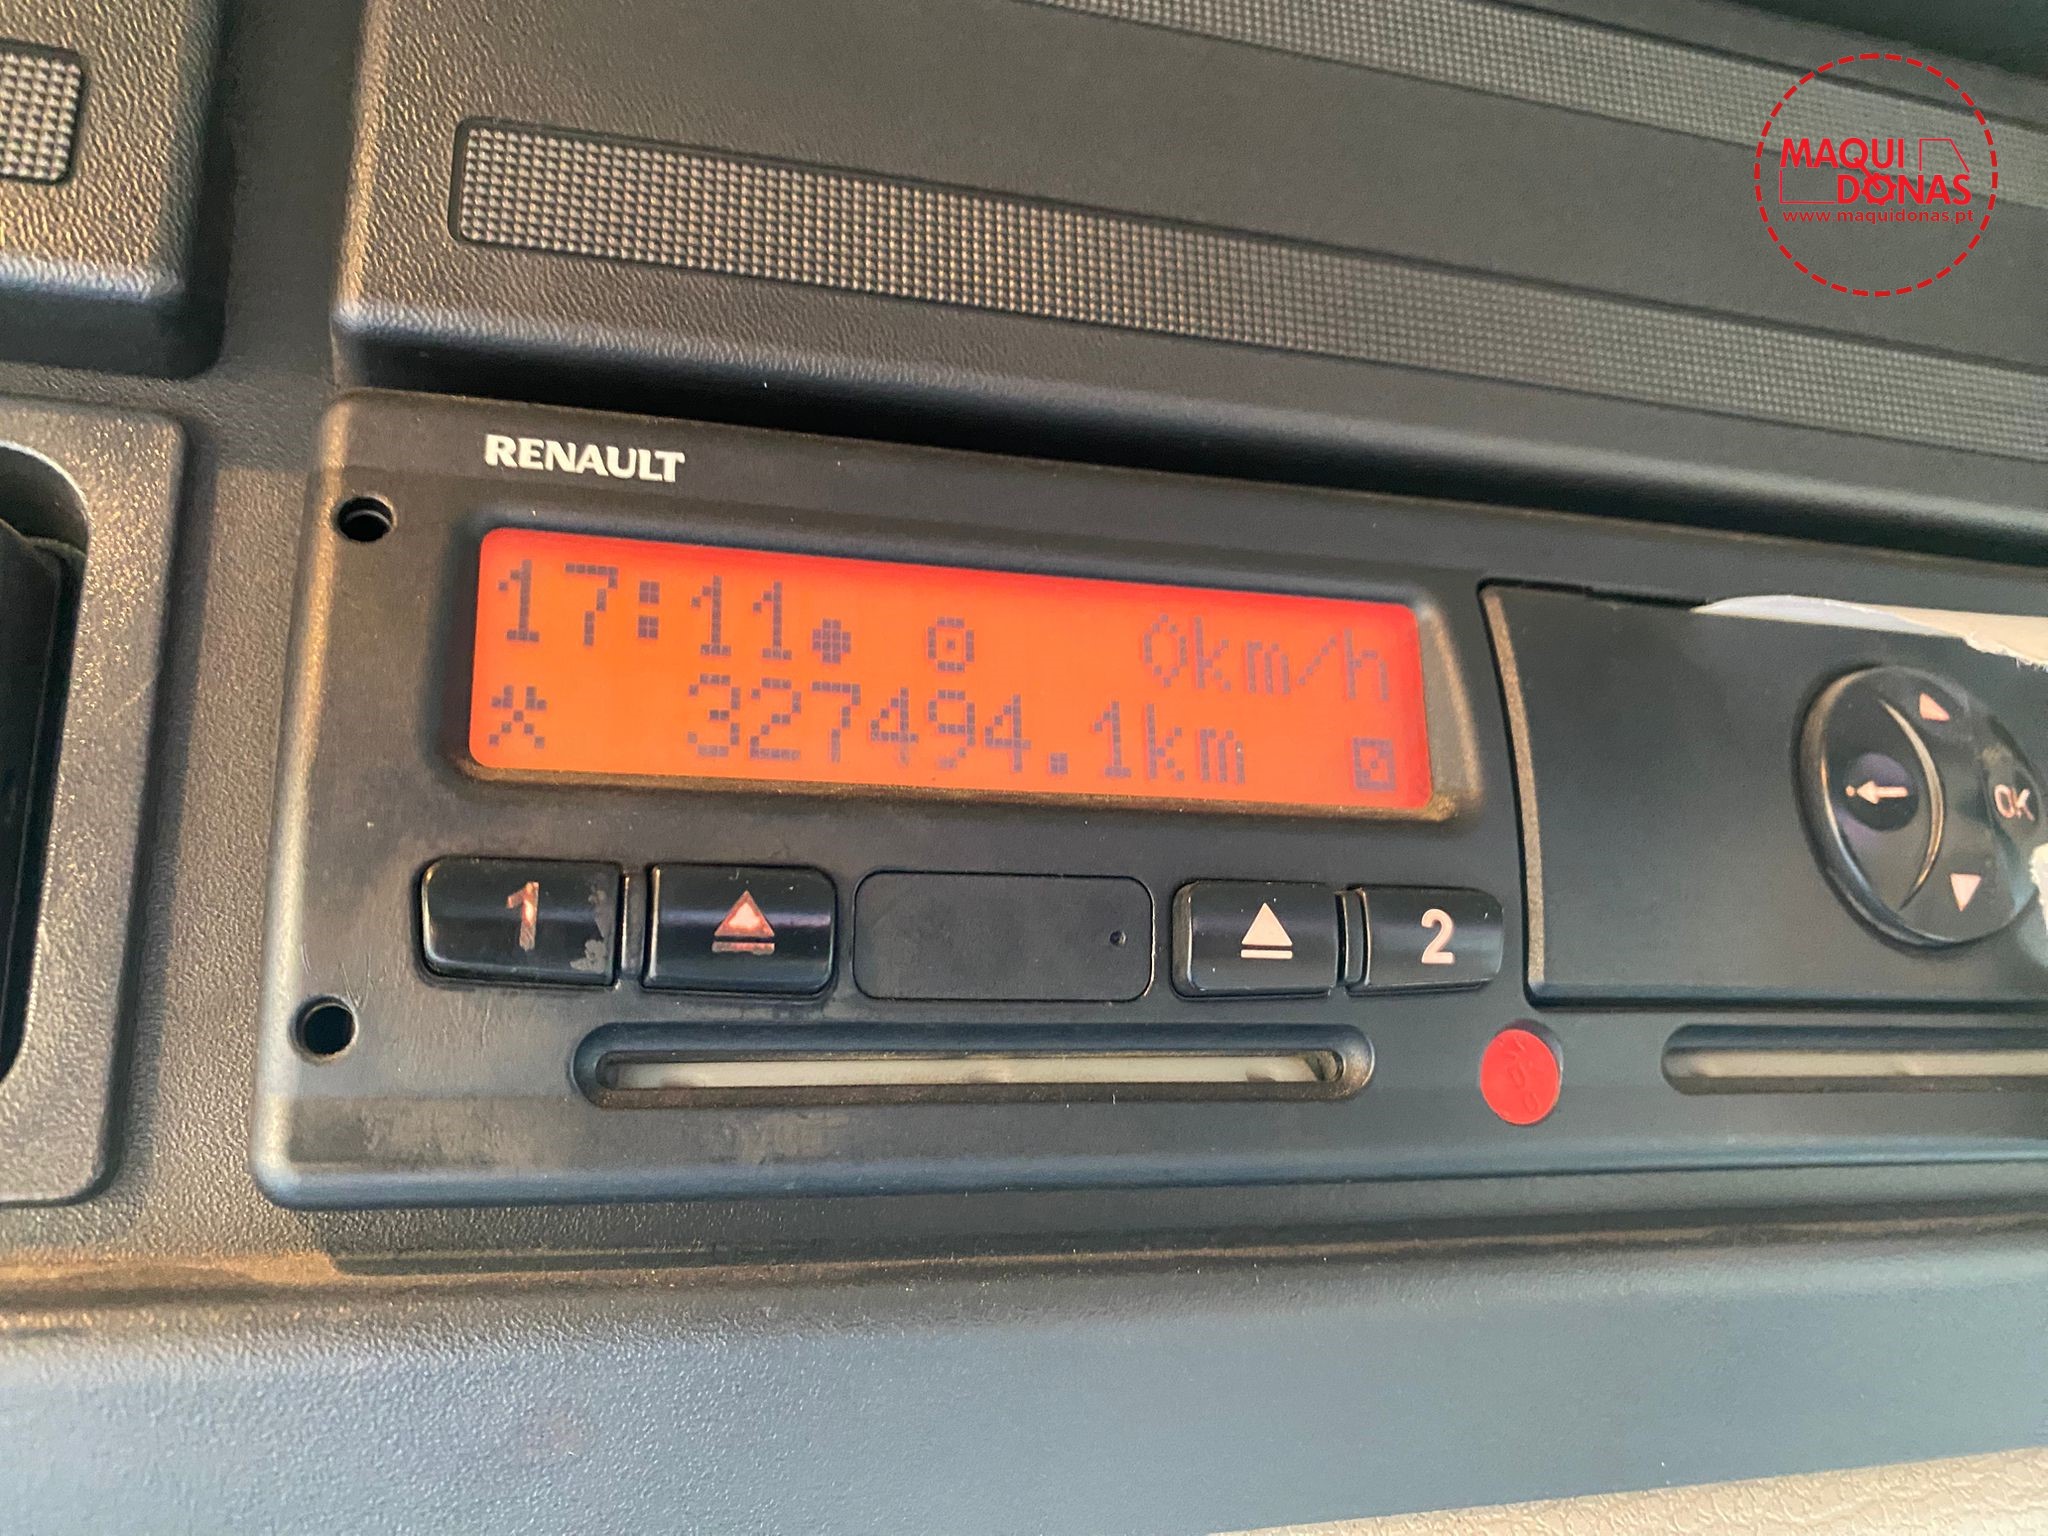 MAQUI
DONAS
www.maquidonas.pt
RENAULT
17:11 0km/h
327494.1km
OK
1
2